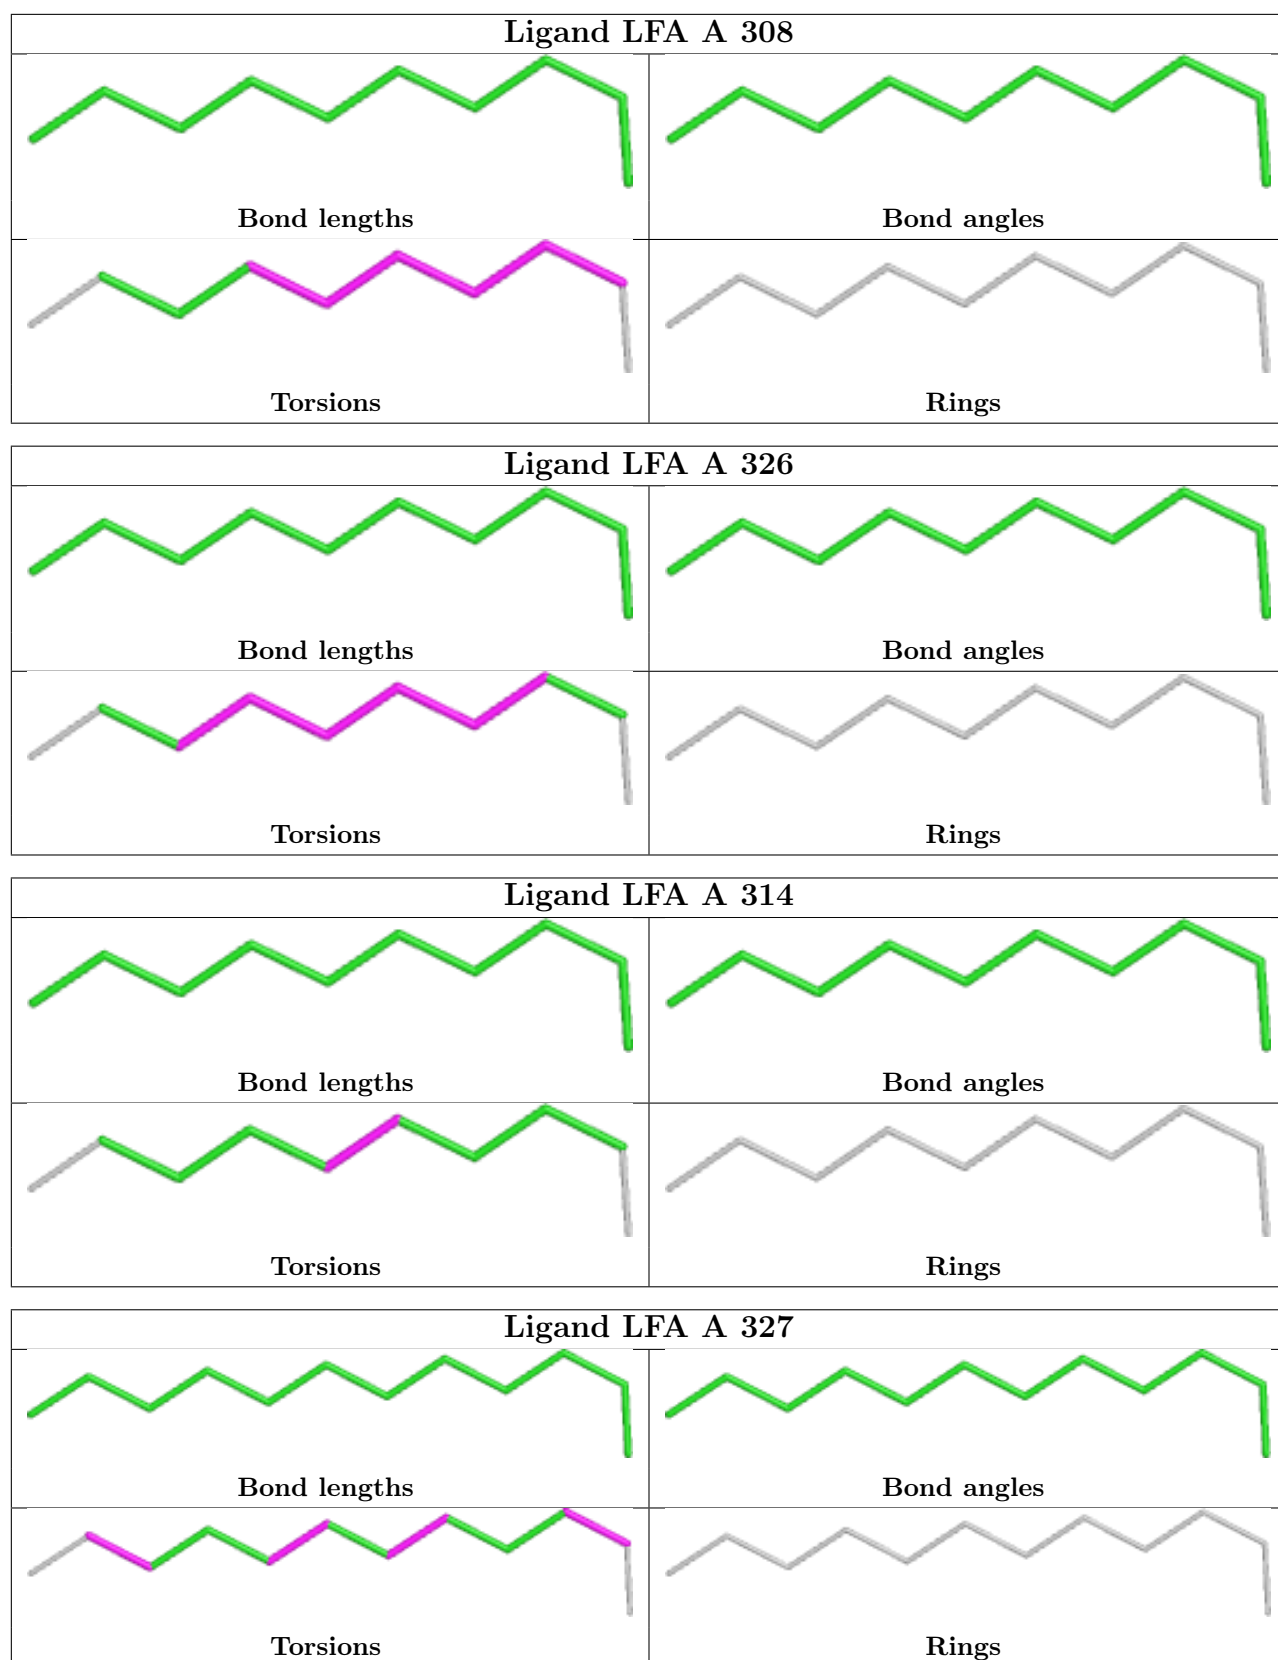 Ligand LFA A 308
Bond lengths Bond angles
Torsions Rings
Ligand LFA A 326
Bond lengths Bond angles
Torsions Rings
Ligand LFA A 314
Bond lengths Bond angles
Torsions Rings
Ligand LFA A 327
Bond lengths Bond angles
Torsions Rings